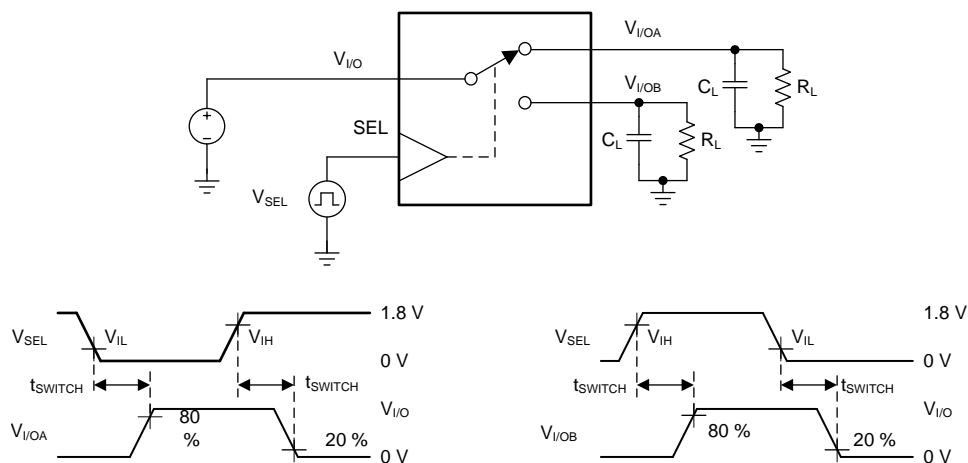 V_I/OA
V_I/O
C_L
R_L
V_I/OB
SEL
C_L
R_L
V_SEL
1.8 V
V_SEL
V_IL
V_IH
0 V
t_SWITCH
t_SWITCH
80
%
V_I/O
V_I/OA
20 %
0 V
1.8 V
V_SEL
V_IH
V_IL
0 V
t_SWITCH
t_SWITCH
V_I/O
V_I/OB
80 %
20 %
0 V